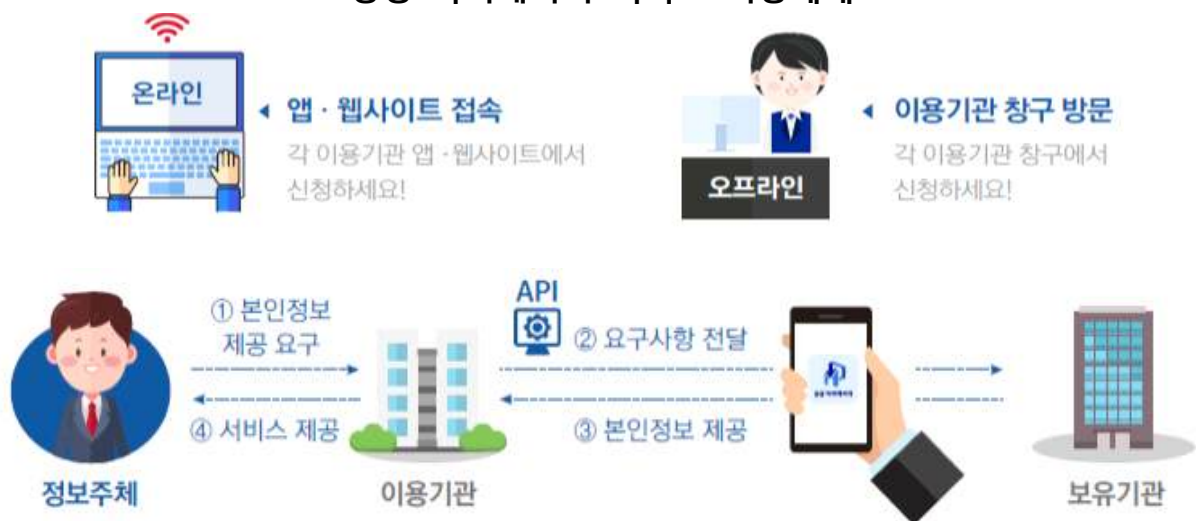 온라인
◀ 앱 · 웹사이트 접속
각 이용기관 앱 · 웹사이트에서
신청하세요!
오프라인
◀ 이용기관 창구 방문
각 이용기관 창구에서
신청하세요!
① 본인정보
제공 요구
API
② 요구사항 전달
④ 서비스 제공
③ 본인정보 제공
정보주체
이용기관
보유기관